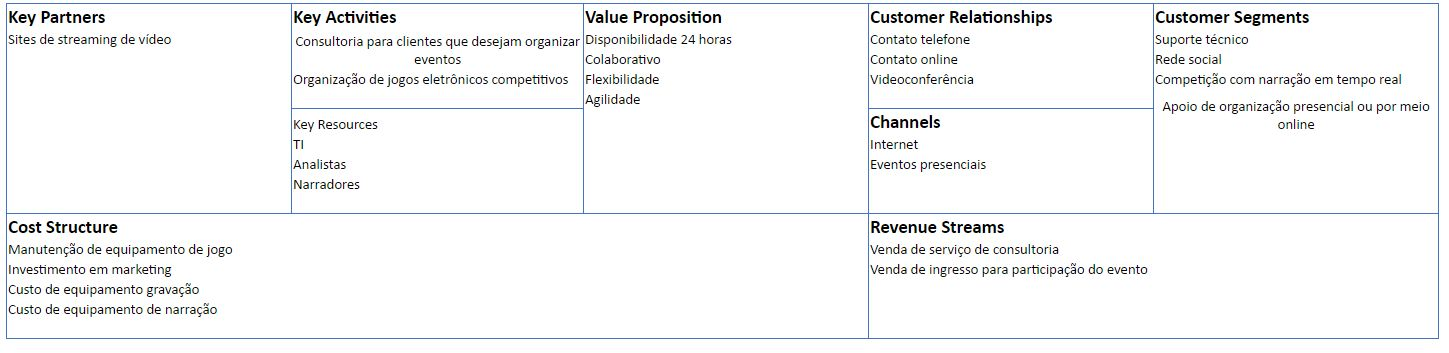 Key Partners
Sites de streaming de vídeo
Key Activities
Consultoria para clientes que desejam organizar
eventos
Organização de jogos eletrônicos competitivos
Key Resources
TI
Analistas
Narradores
Value Proposition
Disponibilidade 24 horas
Colaborativo
Flexibilidade
Agilidade
Customer Relationships
Contato telefone
Contato online
Videoconferência
Channels
Internet
Eventos presenciais
Customer Segments
Suporte técnico
Rede social
Competição com narração em tempo real
Apoio de organização presencial ou por meio
online
Cost Structure
Manutenção de equipamento de jogo
Investimento em marketing
Custo de equipamento gravação
Custo de equipamento de narração
Revenue Streams
Venda de serviço de consultoria
Venda de ingresso para participação do evento